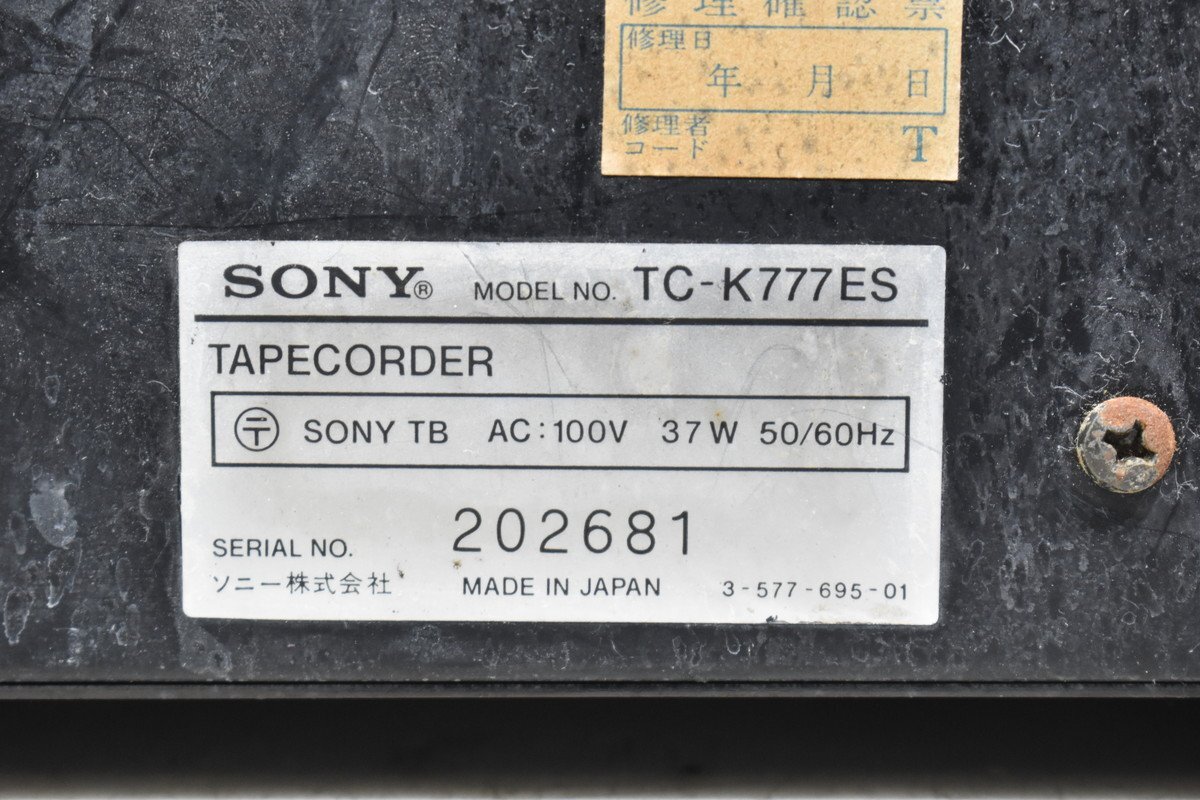 修理確認票
修理日
年 月 日
修理者
コード T
SONY® MODEL NO. TC-K777ES
TAPECORDER
〶 SONY TB AC:100V 37W 50/60Hz
SERIAL NO. 202681
ソニー株式会社 MADE IN JAPAN 3-577-695-01